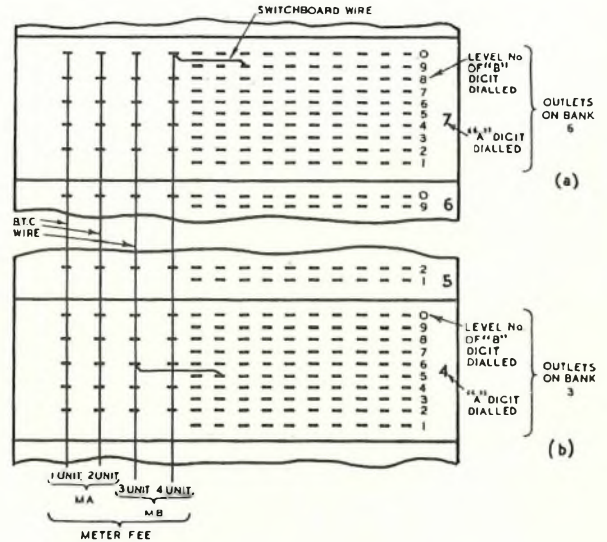 SWITCHBOARD WIRE
0
9
8
7
6
5
4
3
2
1
LEVEL No
OF "B"
DIGIT
DIALLED
7
"A" DIGIT
DIALLED
OUTLETS
ON BANK
6
(a)
0
9
6
B.T.C
WIRE
2
1
5
0
9
8
7
6
5
4
3
2
1
LEVEL No.
OF "B"
DIGIT
DIALLED
4
"A" DIGIT
DIALLED
OUTLETS
ON BANK
3
(b)
1 UNIT 2 UNIT 3 UNIT 4 UNIT
MA
MB
METER FEE